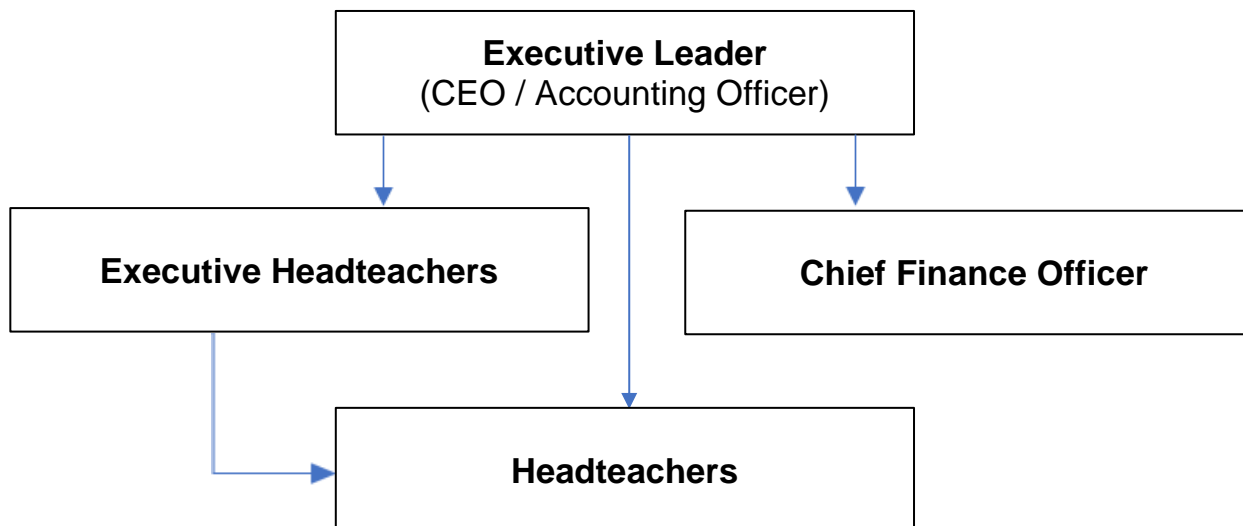 Executive Leader
(CEO / Accounting Officer)
Executive Headteachers
Chief Finance Officer
Headteachers